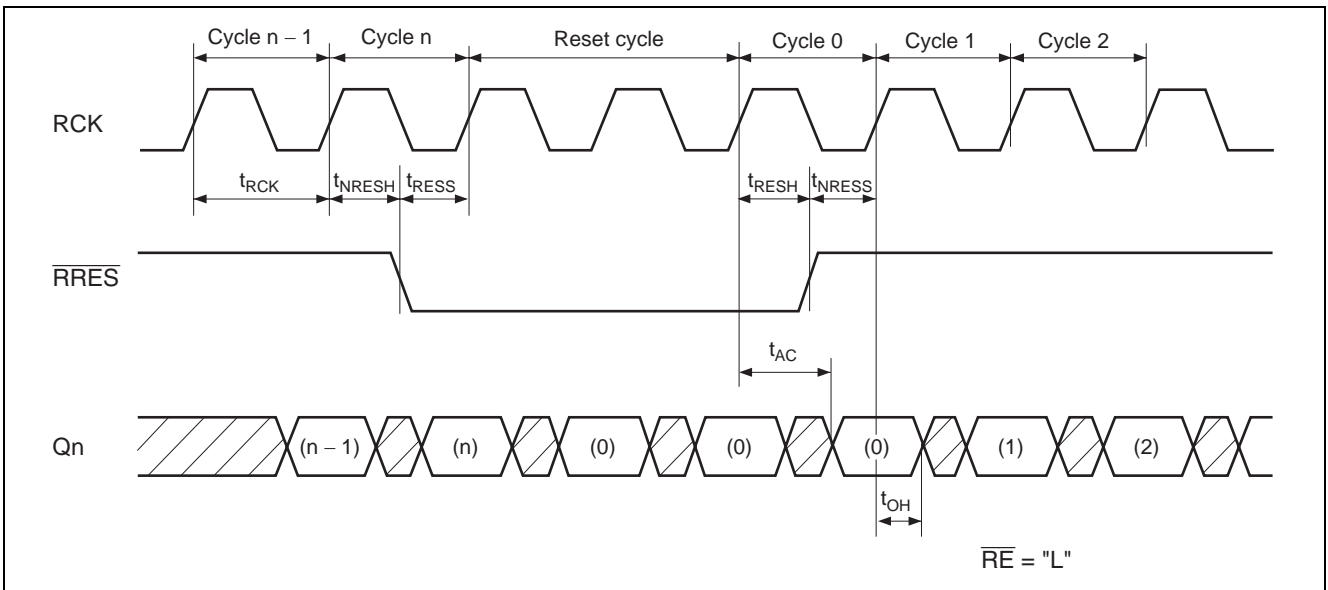 Cycle n – 1 Cycle n Reset cycle Cycle 0 Cycle 1 Cycle 2
RCK
tRCK tNRESH tRESS tRESH tNRESS
RRES
tAC
Qn (n – 1) (n) (0) (0) (0) (1) (2)
tOH
RE = "L"